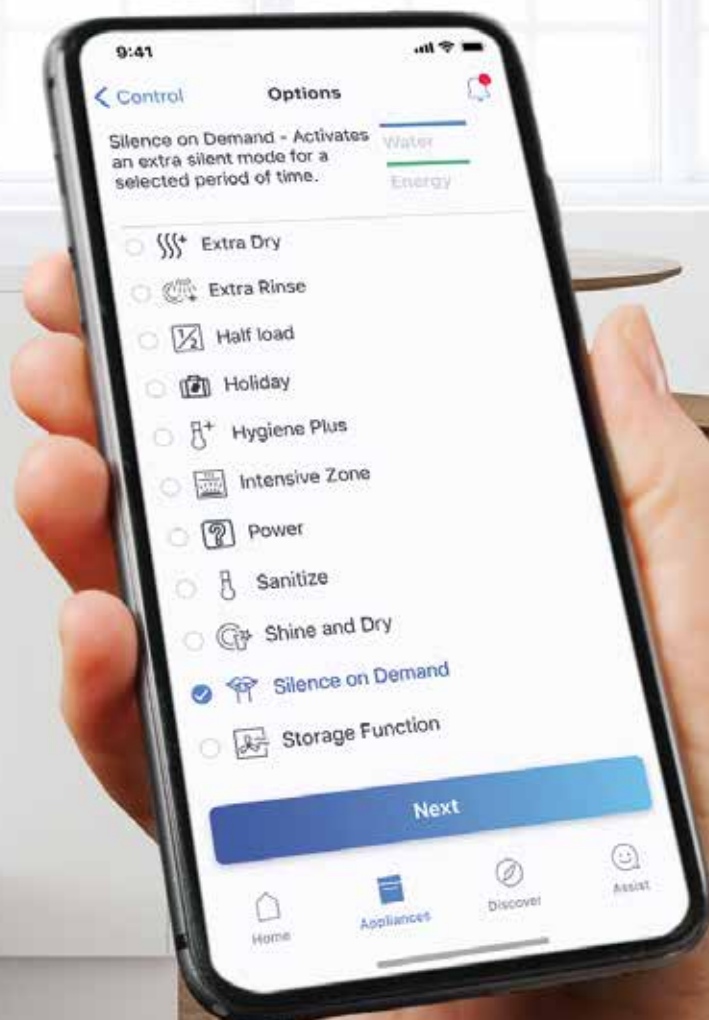 9:41
Control
Options
Silence on Demand - Activates
an extra silent mode for a
selected period of time.
Water
Energy
Extra Dry
Extra Rinse
1/2 Half load
Holiday
Hygiene Plus
Intensive Zone
? Power
Sanitize
Shine and Dry
Silence on Demand
Storage Function
Next
Home
Appliances
Discover
Assist